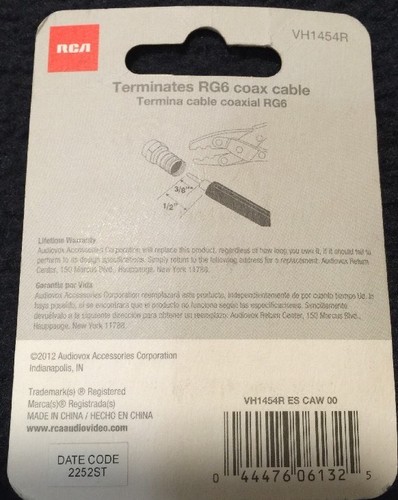 RCA
VH1454R
Terminates RG6 coax cable
Termina cable coaxial RG6
3/8"
1/2"
Lifetime Warranty
Audiovox Accessories Corporation will replace this product, regardless of how long you own it, if it should fail to
perform to its design specifications. Simply return to the following address for a replacement: Audiovox Return
Center, 150 Marcus Blvd., Hauppauge, New York 11788.
Garantía por Vida
Audiovox Accessories Corporation reemplazará este producto, independientemente de por cuanto tiempo Ud. lo
haya poseído, si se encontrara que el producto no funciona según las especificaciones. Sencillamente
devuélvalo a la siguiente dirección para obtener un reemplazo. Audiovox Return Center, 150 Marcus Blvd.,
Hauppauge, New York 11788
©2012 Audiovox Accessories Corporation
Indianapolis, IN
Trademark(s) ® Registered
Marca(s)® Registrada(s)
MADE IN CHINA / HECHO EN CHINA
www.rcaaudiovideo.com
VH1454R ES CAW 00
DATE CODE
2252ST
0 44476 06132 5